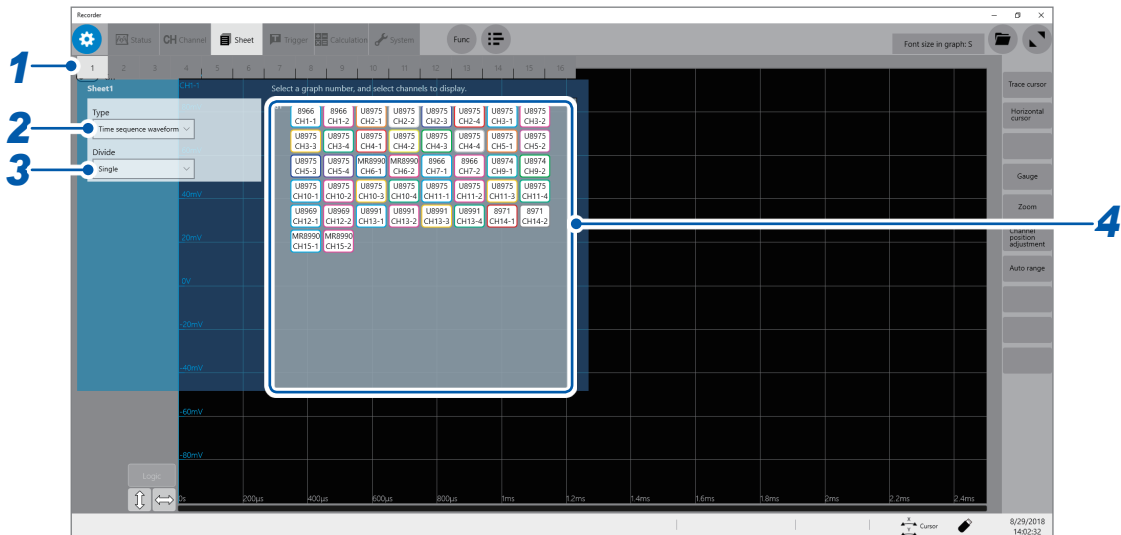 Recorder
Status CH Channel Sheet Trigger Calculation System Func Font size in graph: S
1 2 3 4 5 6 7 8 9 10 11 12 13 14 15 16
1
Sheet1
CH1-1
Select a graph number, and select channels to display.
Trace cursor
Type
Time sequence waveform
2
Divide
Single
3
8966 8966 U8975 U8975 U8975 U8975 U8975 U8975
CH1-1 CH1-2 CH2-1 CH2-2 CH2-3 CH2-4 CH3-1 CH3-2
U8975 U8975 U8975 U8975 U8975 U8975 U8975 U8975
CH3-3 CH3-4 CH4-1 CH4-2 CH4-3 CH4-4 CH5-1 CH5-2
U8975 U8975 MR8990 MR8990 8966 8966 U8974 U8974
CH5-3 CH5-4 CH6-1 CH6-2 CH7-1 CH7-2 CH9-1 CH9-2
U8975 U8975 U8975 U8975 U8975 U8975 U8975 U8975
CH10-1 CH10-2 CH10-3 CH10-4 CH11-1 CH11-2 CH11-3 CH11-4
U8969 U8969 U8991 U8991 U8991 U8991 8971 8971
CH12-1 CH12-2 CH13-1 CH13-2 CH13-3 CH13-4 CH14-1 CH14-2
MR8990 MR8990
CH15-1 CH15-2
4
Horizontal
cursor
Gauge
Zoom
Channel
position
adjustment
Auto range
40mV
20mV
0V
-20mV
-40mV
-60mV
-80mV
Logic
0s 200µs 400µs 600µs 800µs 1ms 1.2ms 1.4ms 1.6ms 1.8ms 2ms 2.2ms 2.4ms
X
Y
Cursor
8/29/2018
14:02:32